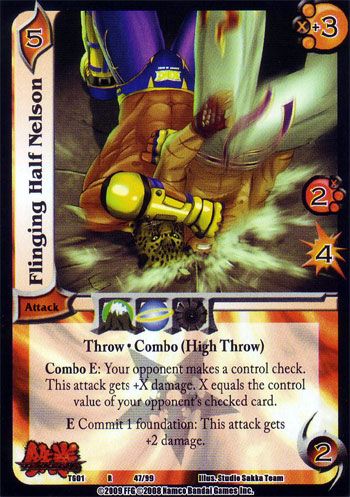 5
+3
Flinging Half Nelson
2
4
Attack
Throw • Combo (High Throw)
Combo E: Your opponent makes a control check.
This attack gets +X damage. X equals the control
value of your opponent's checked card.
E Commit 1 foundation: This attack gets
+2 damage.
2
T601 R 47/99 Illus. Studio Sakka Team
©2009 FFG ©2008 Namco Bandai Games Inc.